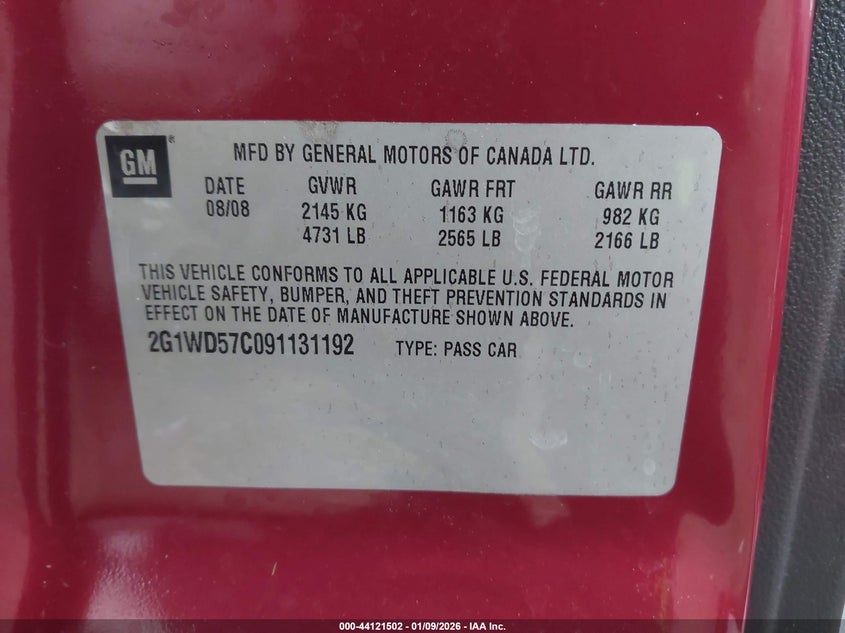 GM ® MFD BY GENERAL MOTORS OF CANADA LTD.
DATE GVWR GAWR FRT GAWR RR
08/08 2145 KG 1163 KG 982 KG
4731 LB 2565 LB 2166 LB
THIS VEHICLE CONFORMS TO ALL APPLICABLE U.S. FEDERAL MOTOR
VEHICLE SAFETY, BUMPER, AND THEFT PREVENTION STANDARDS IN
EFFECT ON THE DATE OF MANUFACTURE SHOWN ABOVE.
2G1WD57C091131192 TYPE: PASS CAR
000-44121502 - 01/09/2026 - IAA Inc.